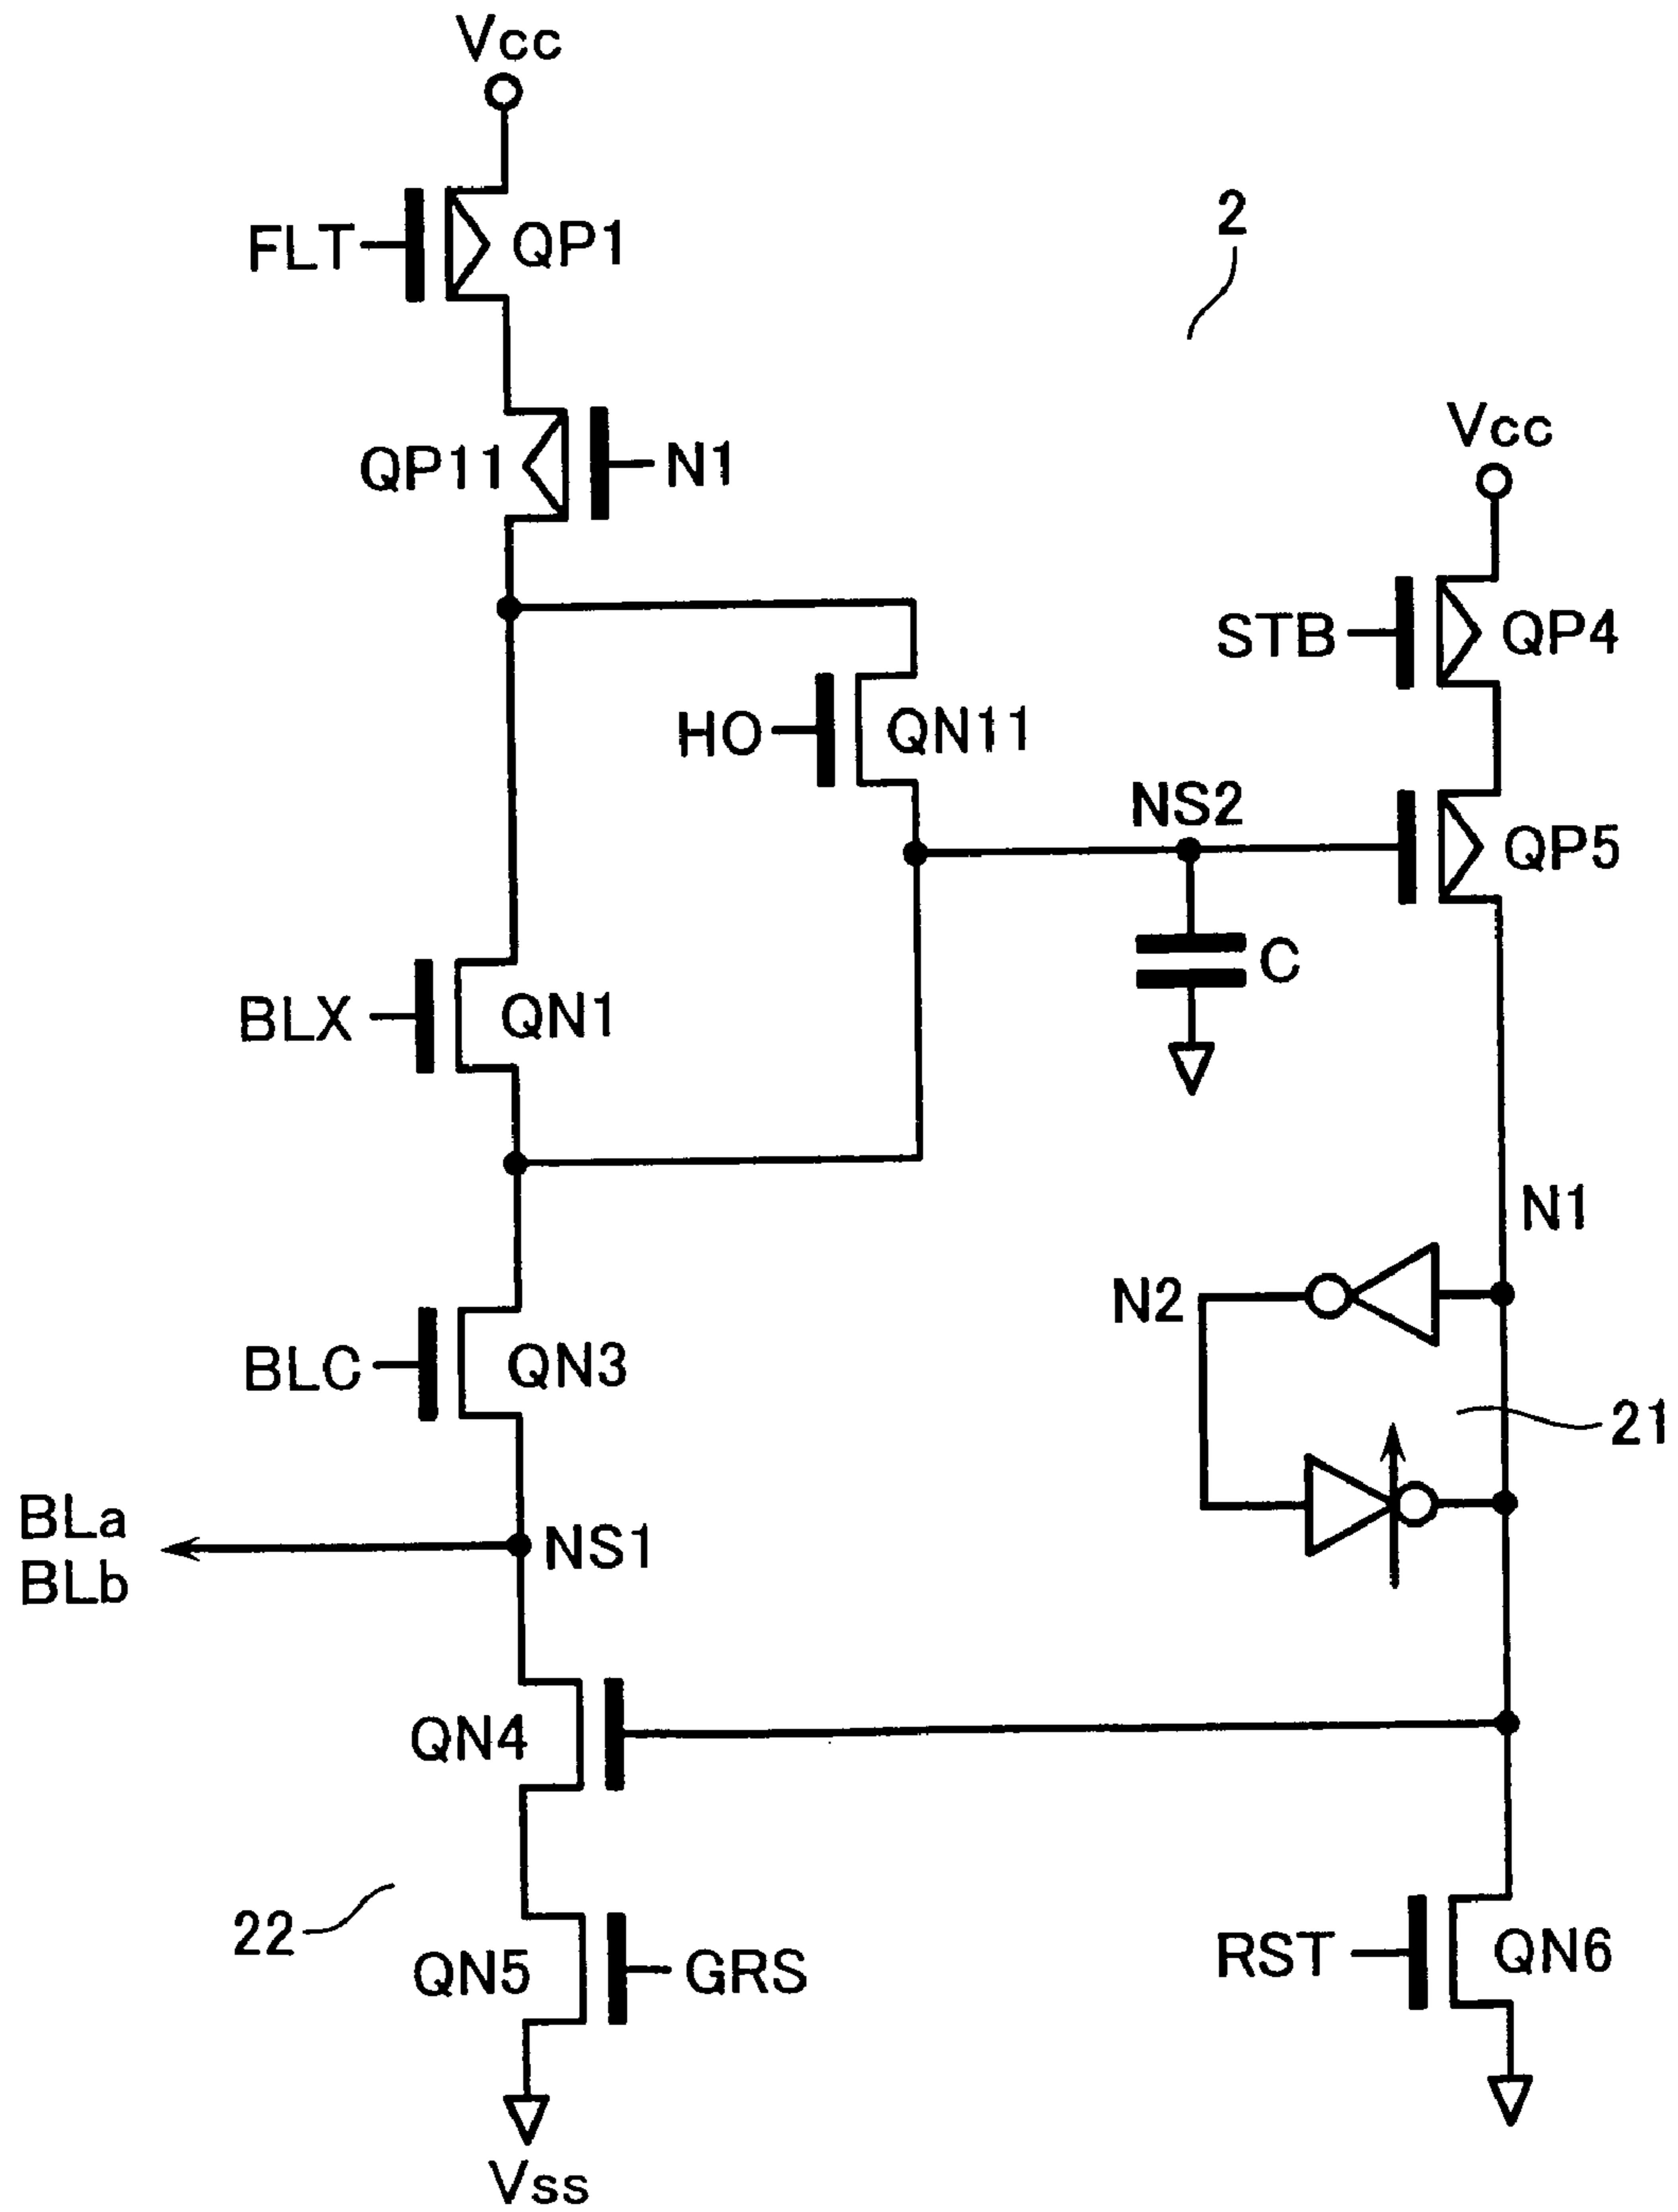 Vcc
FLT
QP1
2
QP11
N1
Vcc
STB
QP4
HO
QN11
NS2
QP5
C
BLX
QN1
N1
N2
BLC
QN3
21
BLa
NS1
BLb
QN4
22
QN5
GRS
RST
QN6
Vss